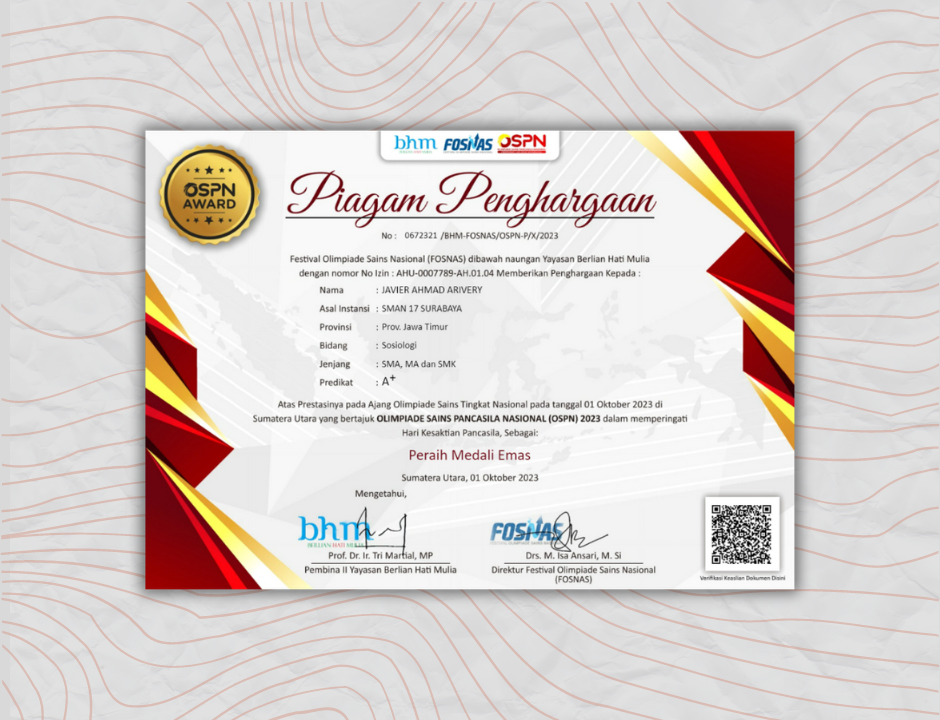 bhm FOSNAS OSPN
OSPN
AWARD
Piagam Penghargaan
No : 0672321 /BHM-FOSNAS/OSPN-P/X/2023
Festival Olimpiade Sains Nasional (FOSNAS) dibawah naungan Yayasan Berlian Hati Mulia
dengan nomor No Izin : AHU-0007789-AH.01.04 Memberikan Penghargaan Kepada :
Nama : JAVIER AHMAD ARIVERY
Asal Instansi : SMAN 17 SURABAYA
Provinsi : Prov. Jawa Timur
Bidang : Sosiologi
Jenjang : SMA, MA dan SMK
Predikat : A+
Atas Prestasinya pada Ajang Olimpiade Sains Tingkat Nasional pada tanggal 01 Oktober 2023 di
Sumatera Utara yang bertajuk OLIMPIADE SAINS PANCASILA NASIONAL (OSPN) 2023 dalam memperingati
Hari Kesaktian Pancasila, Sebagai:
Peraih Medali Emas
Sumatera Utara, 01 Oktober 2023
Mengetahui,
bhm
BERLIAN HATI MULIA
Prof. Dr. Ir. Tri Martial, MP
Pembina II Yayasan Berlian Hati Mulia
FOSNAS
Drs. M. Isa Ansari, M. Si
Direktur Festival Olimpiade Sains Nasional
(FOSNAS)
Verifikasi Keaslian Dokumen Disini